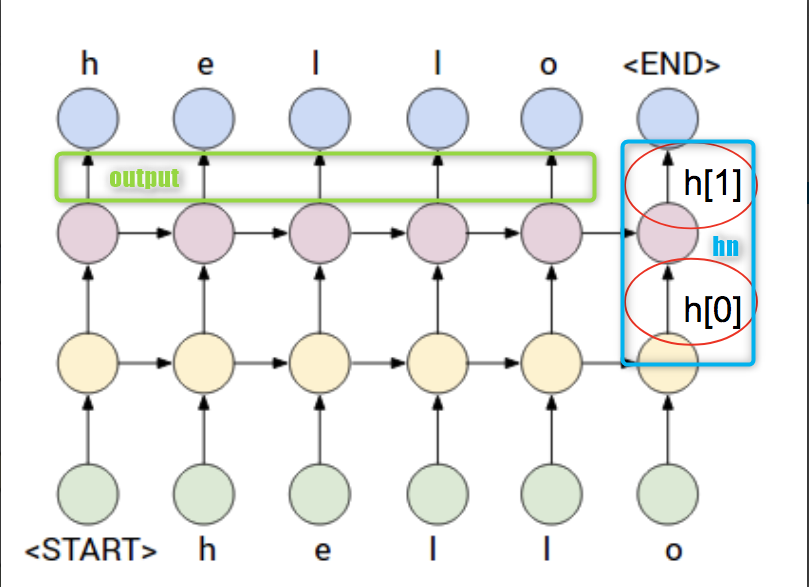 h e l l o <END>
output
h[1]
hn
h[0]
<START> h e l l o